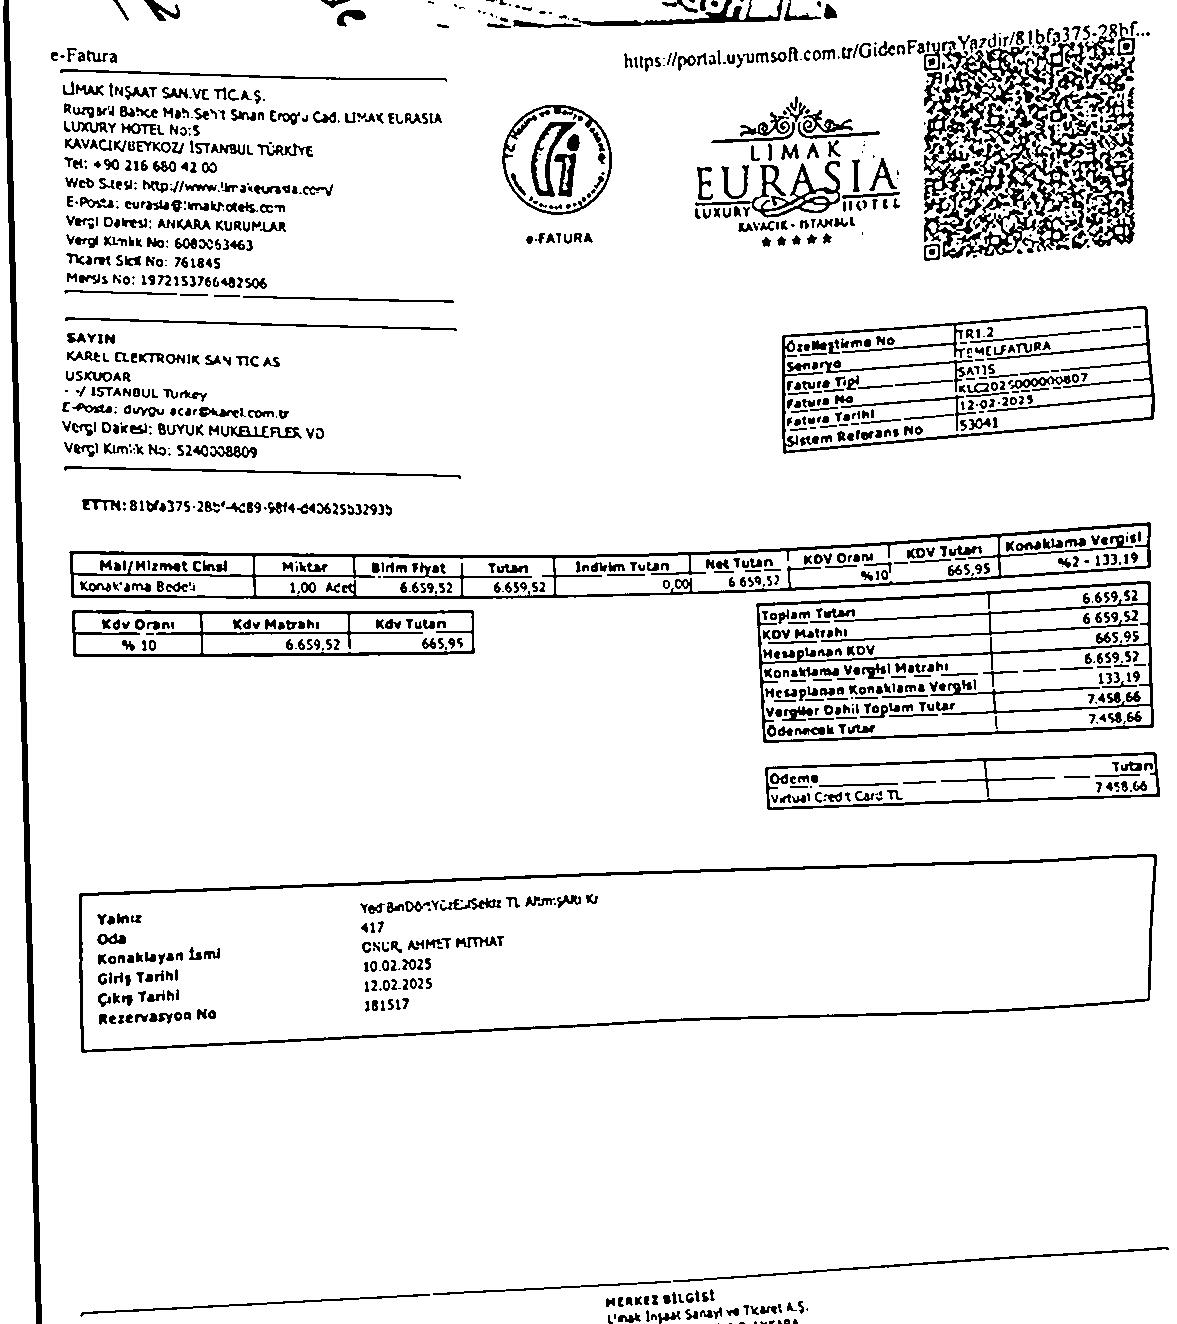 e-Fatura
https://portal.uyumsoft.com.tr/GidenFaturaYazdir/81bfa375-28bf...
LİMAK İNŞAAT SAN.VE TİC.A.Ş.
Ruzgarli Bahce Mah.Sehit Sinan Eroglu Cad. LIMAK EURASIA
LUXURY HOTEL No:5
KAVACIK/BEYKOZ/ İSTANBUL TÜRKİYE
Tel: +90 216 680 42 00
Web Sitesi: http://www.limakeurasia.com/
E-Posta: eurasia@limakhotels.com
Vergi Dairesi: ANKARA KURUMLAR
Vergi Kimlik No: 6080063463
Ticaret Sicil No: 761845
Mersis No: 1972153766482506
e-FATURA
LIMAK
EURASIA
LUXURY HOTEL
KAVACIK - ISTANBUL
SAYIN
KAREL ELEKTRONIK SAN TIC AS
USKUDAR
- -/ ISTANBUL Turkey
E-Posta: duygu acar@karel.com.tr
Vergi Dairesi: BUYUK MUKELLEFLER VD
Vergi Kimlik No: 5240008809
Özelleştirme No TR1.2
Senaryo TEMELFATURA
Fatura Tipi SATIS
Fatura No KLC2025000000807
Fatura Tarihi 12-02-2025
Sistem Referans No 53041
ETTN: 81bfa375-28bf-4d89-98f4-d40625b3293b
Mal/Hizmet Cinsi Miktar Birim Fiyat Tutarı İndirim Tutarı Net Tutarı KDV Oranı KDV Tutarı Konaklama Vergisi
Konaklama Bedeli 1,00 Adet 6.659,52 6.659,52 0,00 6 659,52 %10 665,95 %2 - 133,19
Kdv Oranı Kdv Matrahı Kdv Tutarı
% 10 6.659,52 665,95
Toplam Tutarı 6.659,52
KDV Matrahı 6 659,52
Hesaplanan KDV 665,95
Konaklama Vergisi Matrahı 6.659,52
Hesaplanan Konaklama Vergisi 133,19
Vergiler Dahil Toplam Tutar 7.458,66
Ödenecek Tutar 7.458,66
Ödeme Tutarı
Virtual Credit Card TL 7 458,66
Yalnız Yedi BinDörtYüzElliSekiz TL AltmışAltı Kr
Oda 417
Konaklayan İsmi ONUR, AHMET MITHAT
Giriş Tarihi 10.02.2025
Çıkış Tarihi 12.02.2025
Rezervasyon No 181517
MERKEZ BİLGİSİ
Limak İnşaat Sanayi ve Ticaret A.Ş.